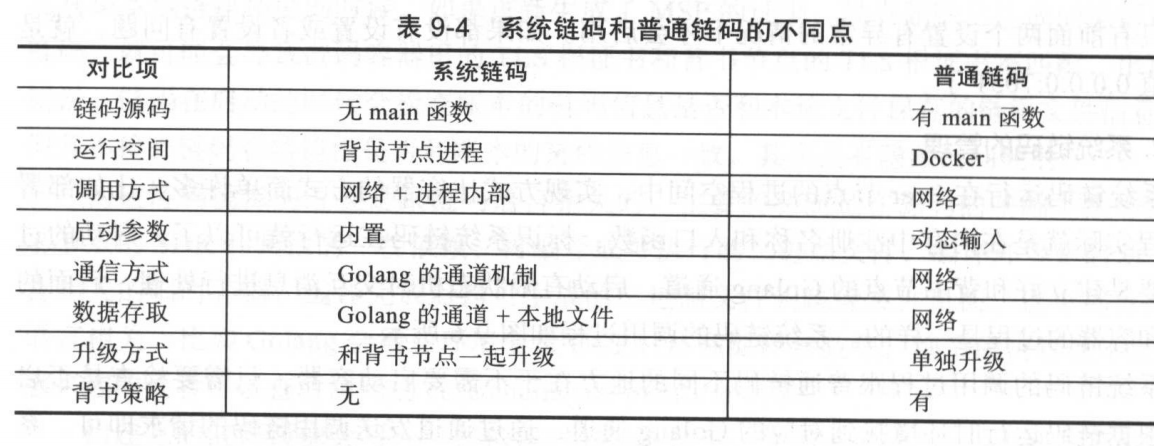 表 9-4 系统链码和普通链码的不同点
对比项 系统链码 普通链码
链码源码 无 main 函数 有 main 函数
运行空间 背书节点进程 Docker
调用方式 网络 + 进程内部 网络
启动参数 内置 动态输入
通信方式 Golang 的通道机制 网络
数据存取 Golang 的通道 + 本地文件 网络
升级方式 和背书节点一起升级 单独升级
背书策略 无 有